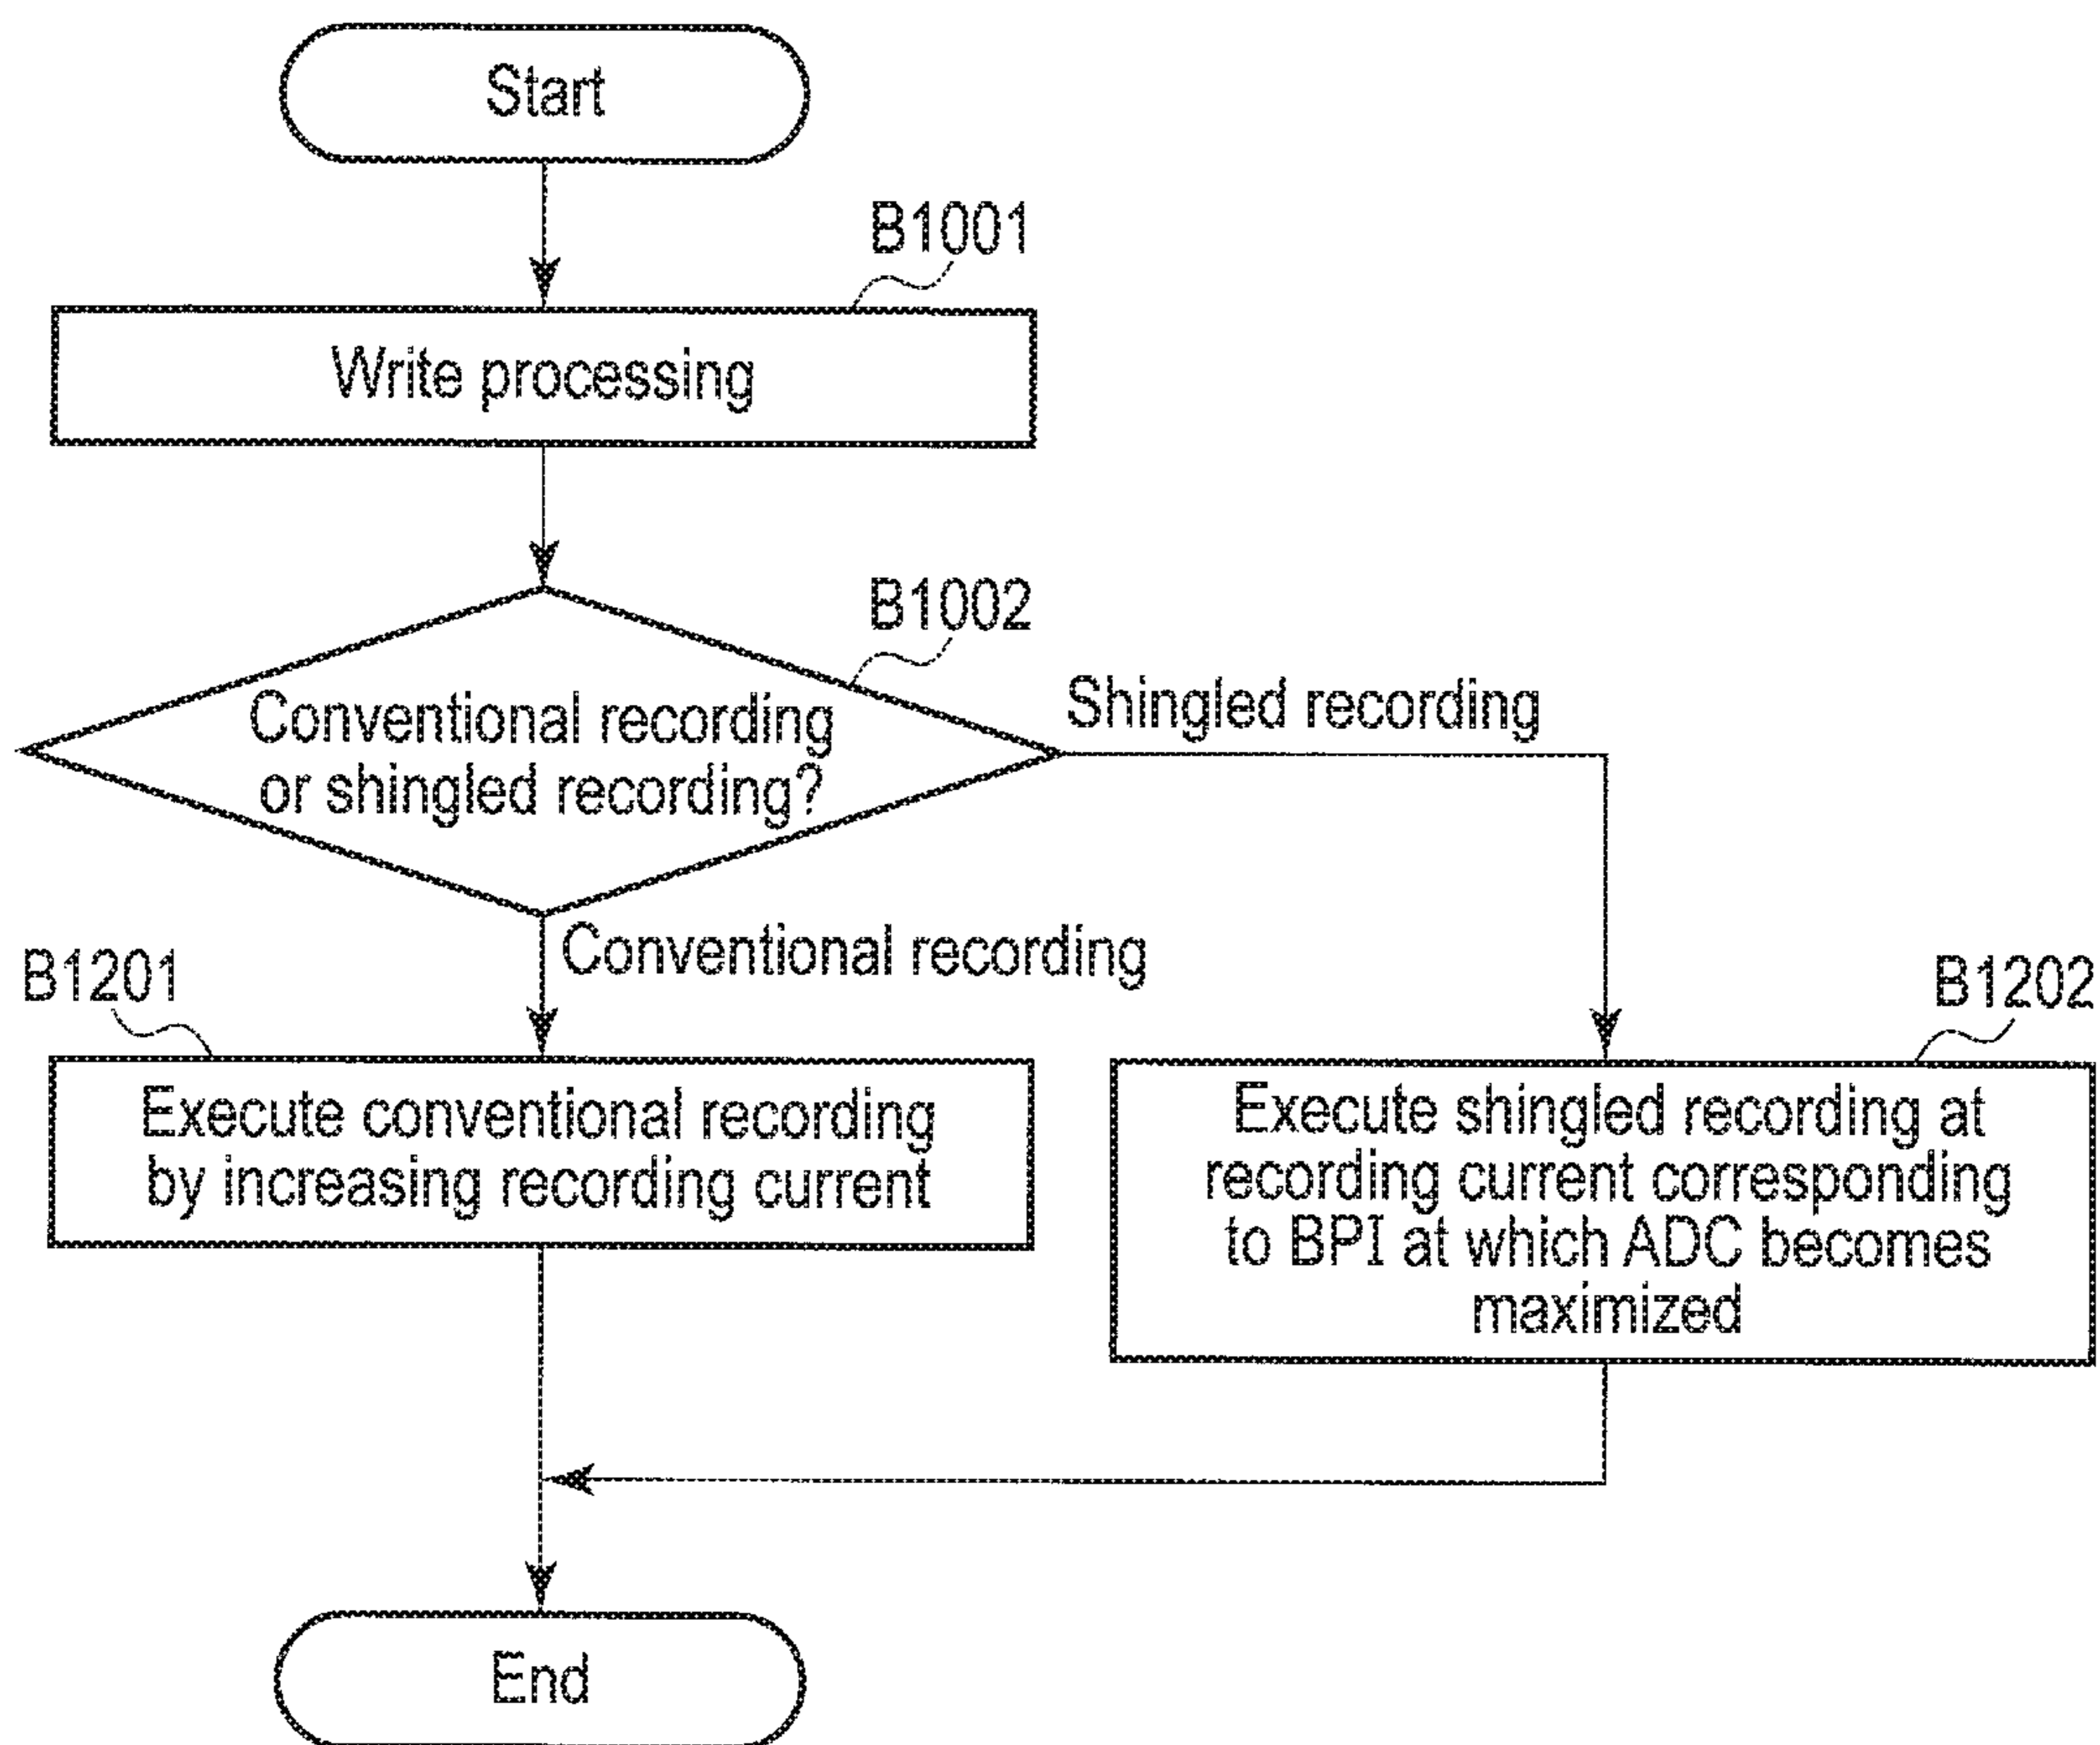 Start
B1001
Write processing
B1002
Conventional recording
or shingled recording?
Shingled recording
Conventional recording
B1201
B1202
Execute conventional recording
by increasing recording current
Execute shingled recording at
recording current corresponding
to BPI at which ADC becomes
maximized
End